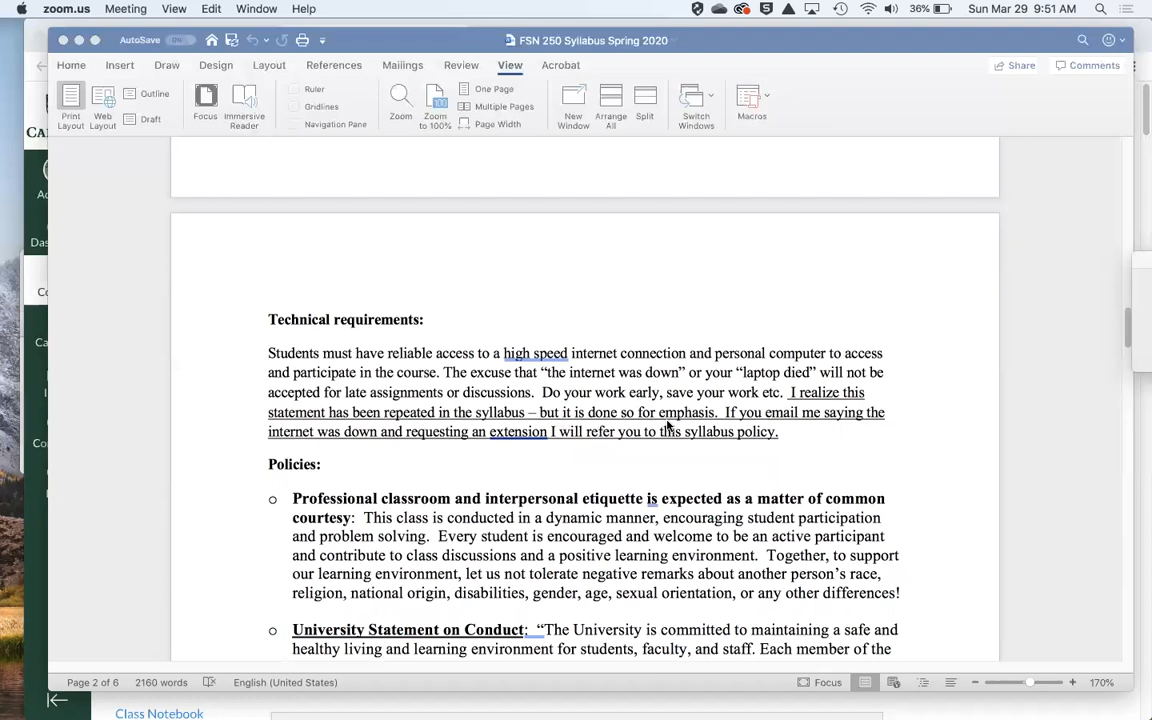 zoom.us Meeting View Edit Window Help 36% Sun Mar 29 9:51 AM
AutoSave FSN 250 Syllabus Spring 2020
Home Insert Draw Design Layout References Mailings Review View Acrobat Share Comments
Print Layout
Web Layout
Outline
Draft
Focus
Immersive Reader
Ruler
Gridlines
Navigation Pane
Zoom
Zoom to 100%
One Page
Multiple Pages
Page Width
New Window
Arrange All
Split
Switch Windows
Macros
Technical requirements:
Students must have reliable access to a high speed internet connection and personal computer to access
and participate in the course. The excuse that “the internet was down” or your “laptop died” will not be
accepted for late assignments or discussions. Do your work early, save your work etc. I realize this
statement has been repeated in the syllabus – but it is done so for emphasis. If you email me saying the
internet was down and requesting an extension I will refer you to this syllabus policy.
Policies:
o Professional classroom and interpersonal etiquette is expected as a matter of common
courtesy: This class is conducted in a dynamic manner, encouraging student participation
and problem solving. Every student is encouraged and welcome to be an active participant
and contribute to class discussions and a positive learning environment. Together, to support
our learning environment, let us not tolerate negative remarks about another person’s race,
religion, national origin, disabilities, gender, age, sexual orientation, or any other differences!
o University Statement on Conduct: “The University is committed to maintaining a safe and
healthy living and learning environment for students, faculty, and staff. Each member of the
Page 2 of 6 2160 words English (United States) Focus 170%
Class Notebook